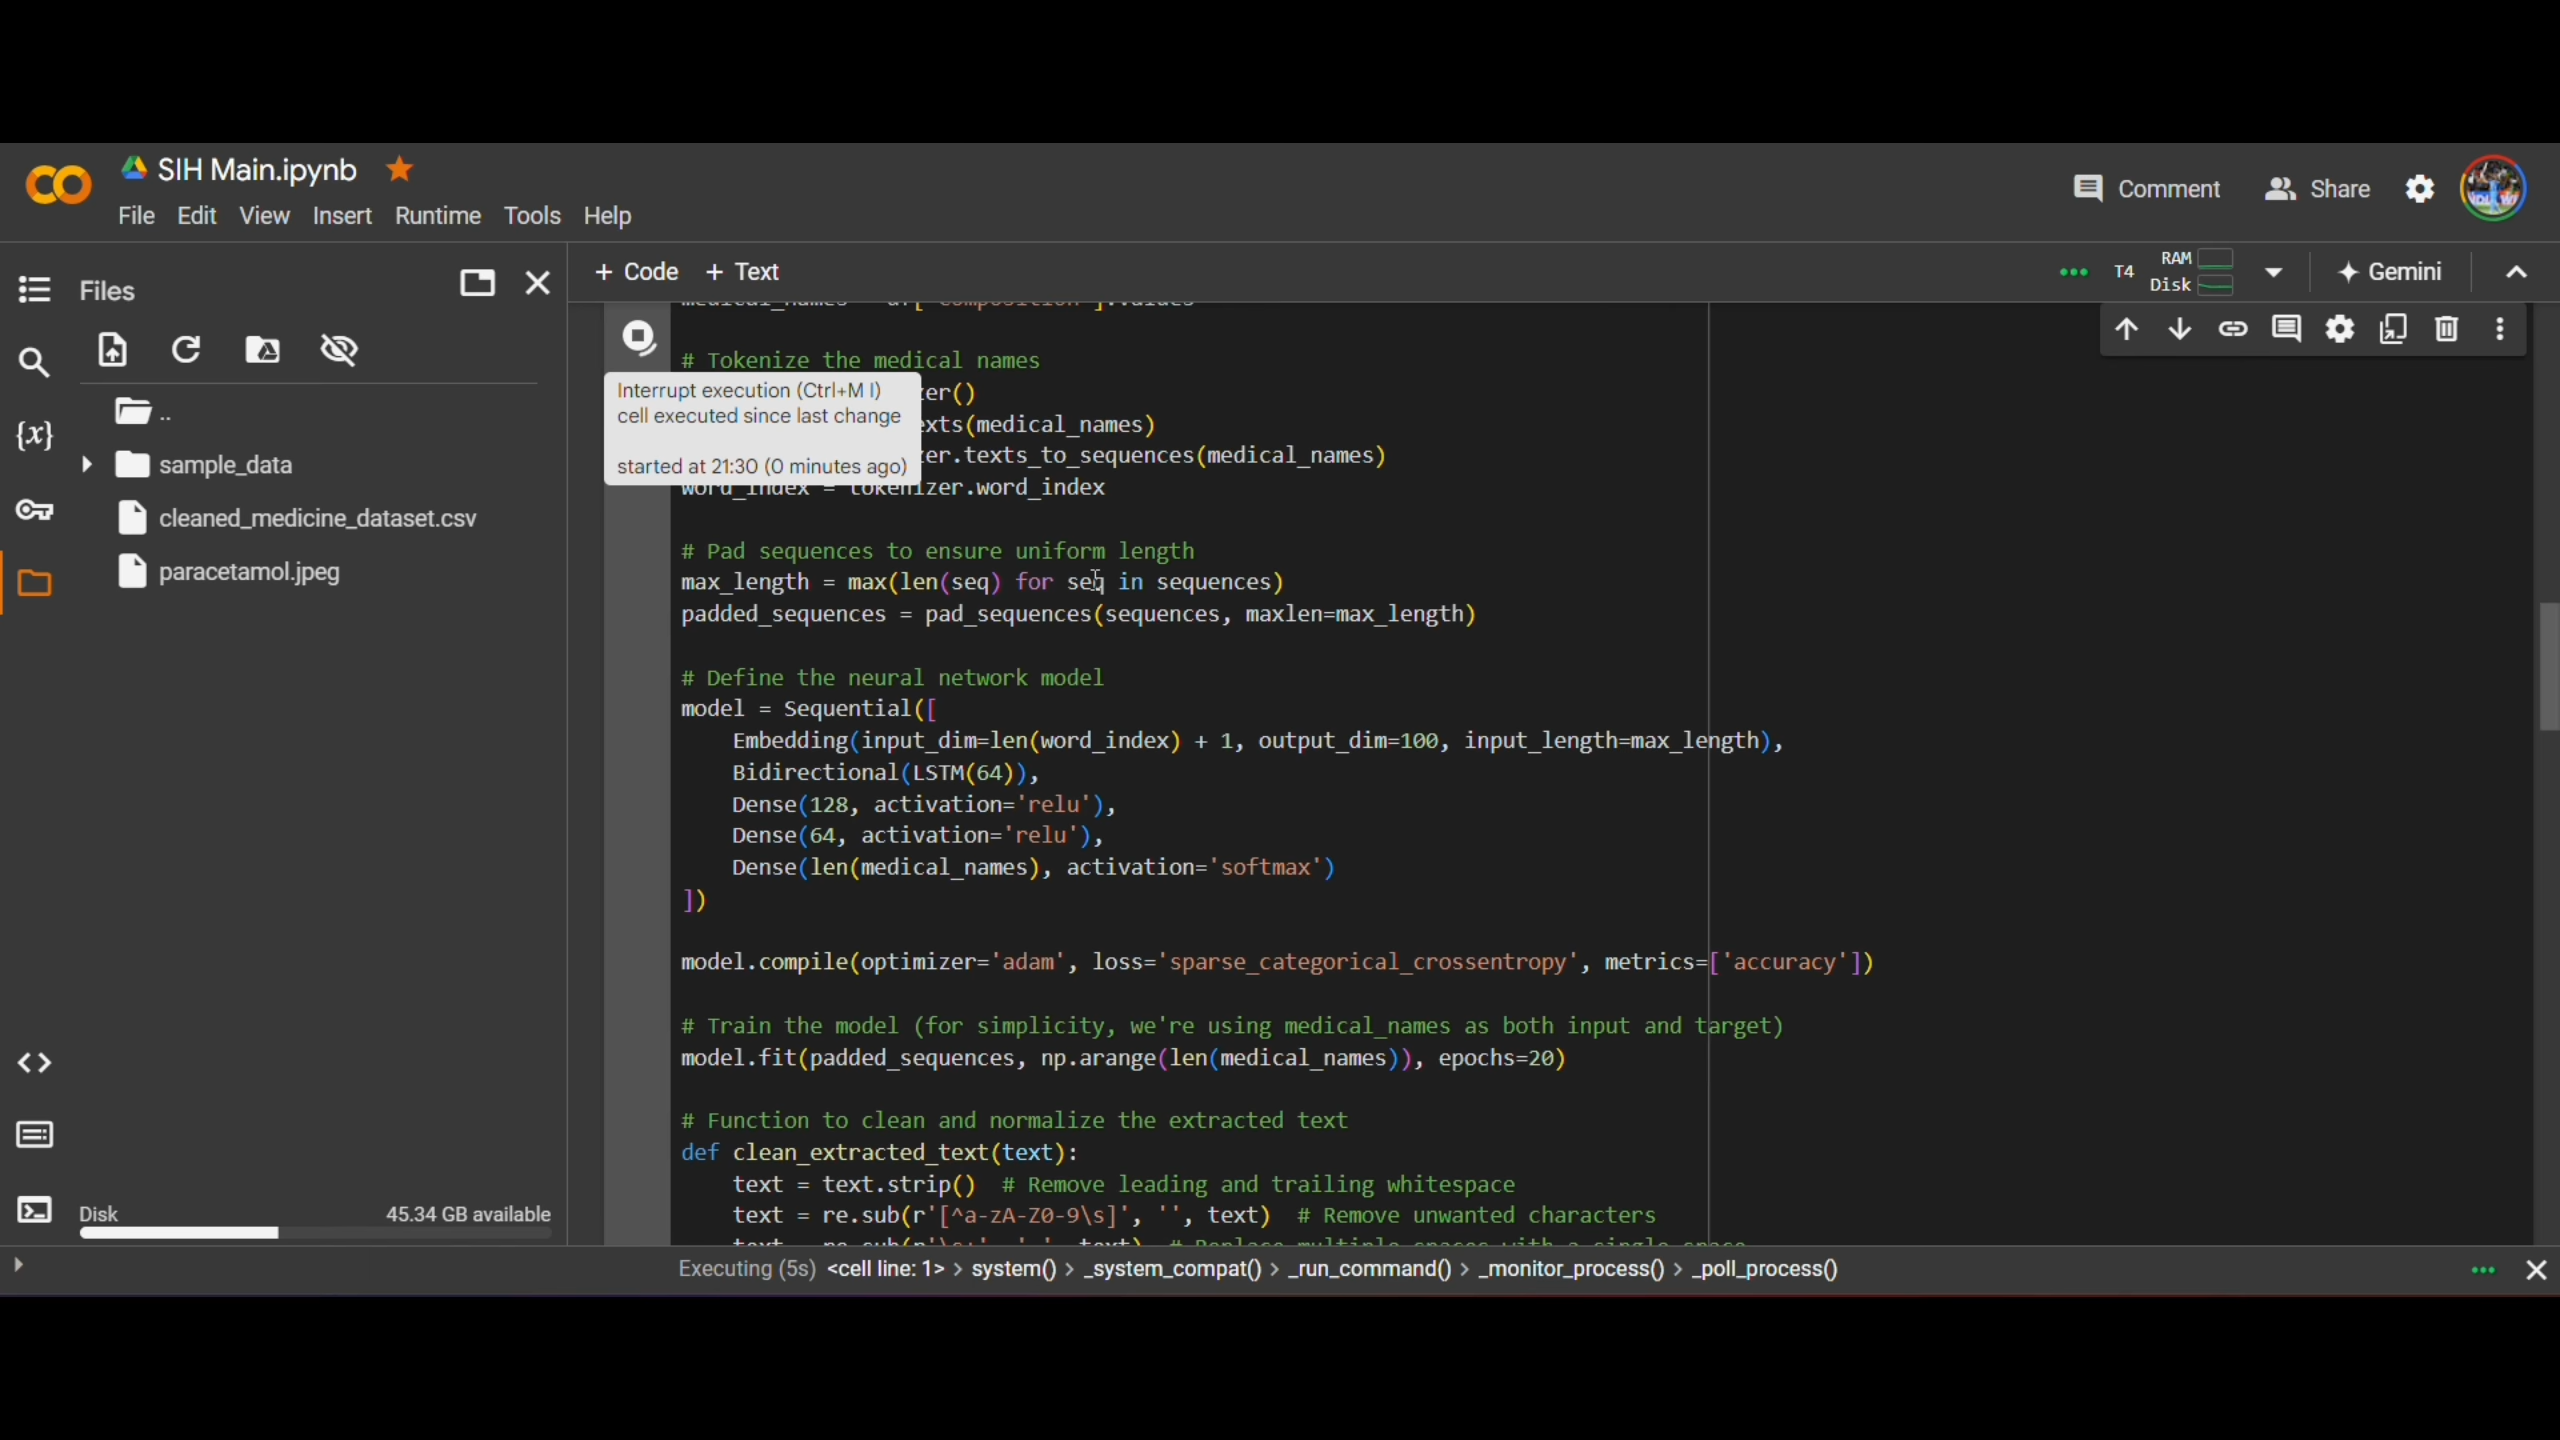 SIH Main.ipynb
File Edit View Insert Runtime Tools Help
Comment
Share
Files
+ Code + Text
T4
RAM
Disk
Gemini
..
sample_data
cleaned_medicine_dataset.csv
paracetamol.jpeg
{x}
Disk
45.34 GB available
Interrupt execution (Ctrl+M I)
cell executed since last change
started at 21:30 (0 minutes ago)
# Tokenize the medical names
er()
exts(medical_names)
er.texts_to_sequences(medical_names)
word_index = tokenizer.word_index
# Pad sequences to ensure uniform length
max_length = max(len(seq) for seq in sequences)
padded_sequences = pad_sequences(sequences, maxlen=max_length)
# Define the neural network model
model = Sequential([
    Embedding(input_dim=len(word_index) + 1, output_dim=100, input_length=max_length),
    Bidirectional(LSTM(64)),
    Dense(128, activation='relu'),
    Dense(64, activation='relu'),
    Dense(len(medical_names), activation='softmax')
])
model.compile(optimizer='adam', loss='sparse_categorical_crossentropy', metrics=['accuracy'])
# Train the model (for simplicity, we're using medical_names as both input and target)
model.fit(padded_sequences, np.arange(len(medical_names)), epochs=20)
# Function to clean and normalize the extracted text
def clean_extracted_text(text):
    text = text.strip()  # Remove leading and trailing whitespace
    text = re.sub(r'[^a-zA-Z0-9\s]', '', text)  # Remove unwanted characters
Executing (5s) <cell line: 1> > system() > _system_compat() > _run_command() > _monitor_process() > _poll_process()